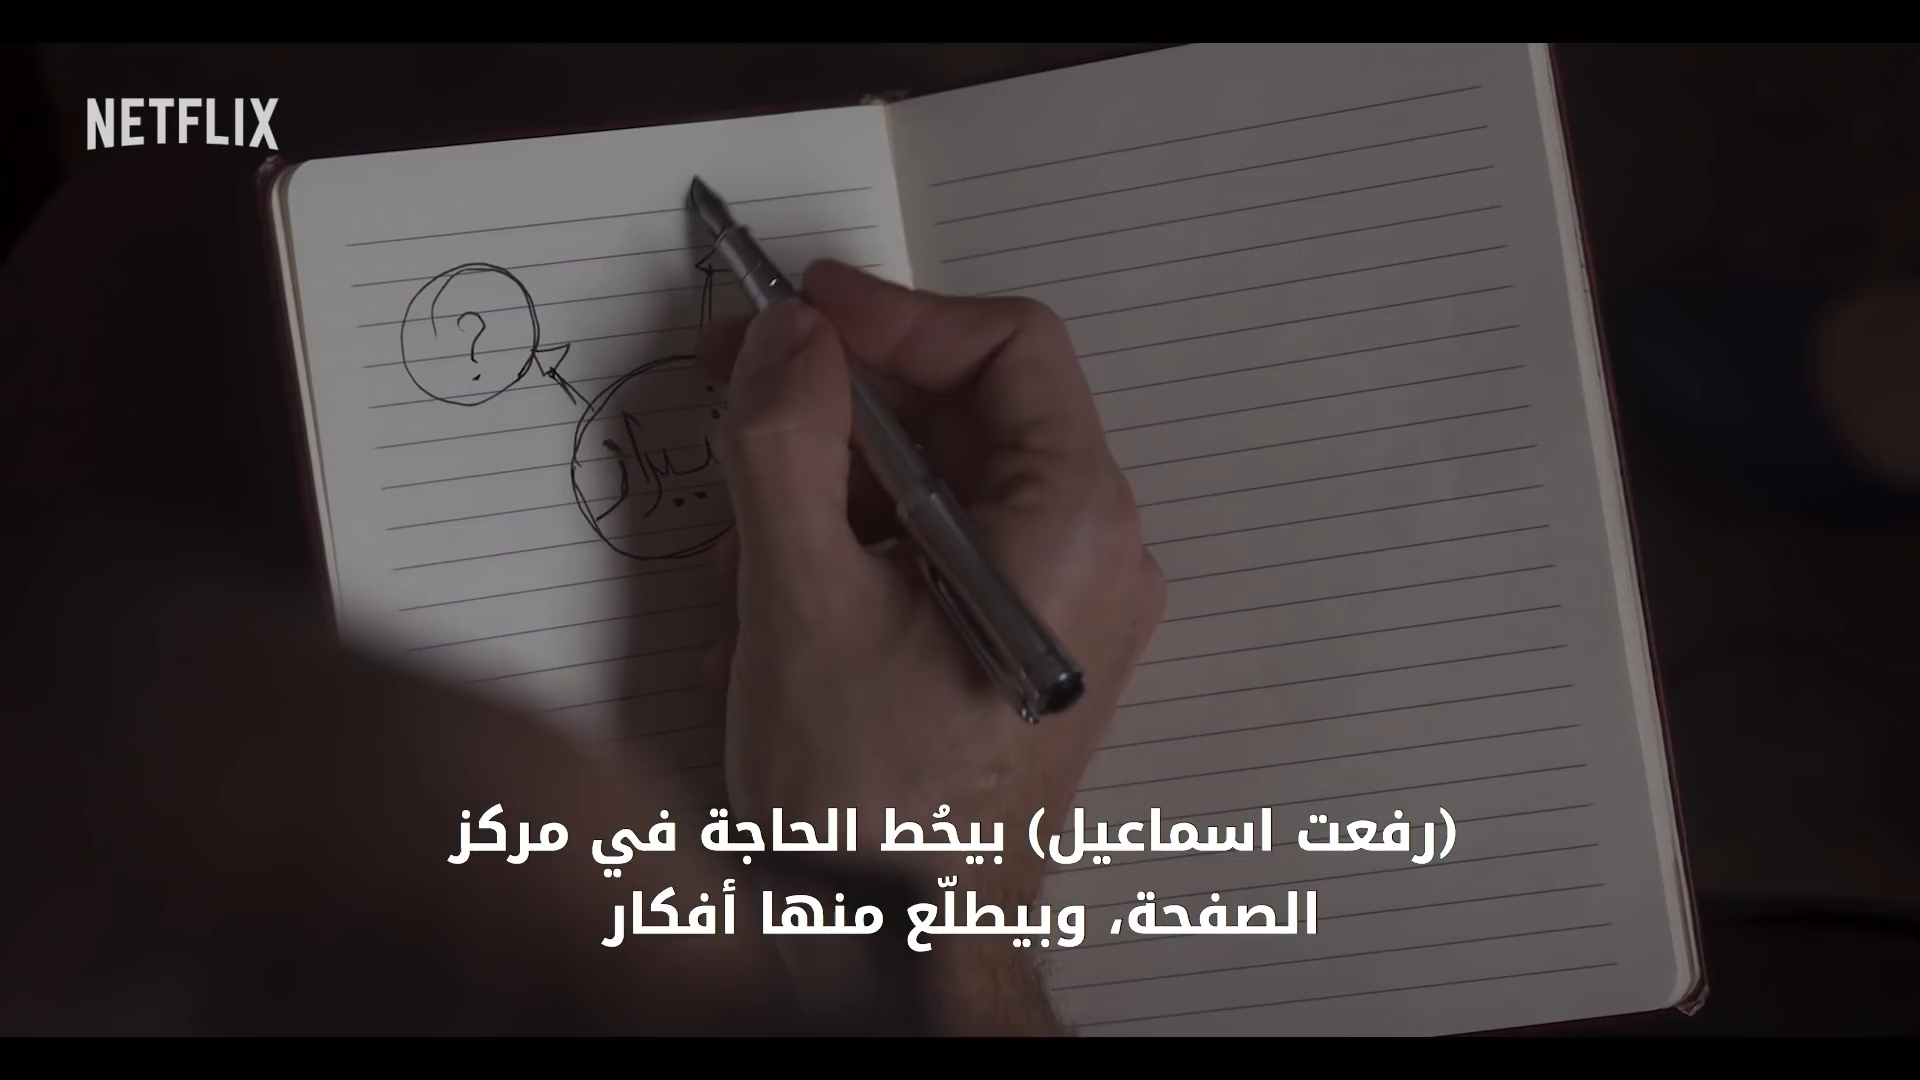 NETFLIX
?
(رفعت اسماعيل) بيحُط الحاجة في مركز
الصفحة، وبيطلّع منها أفكار